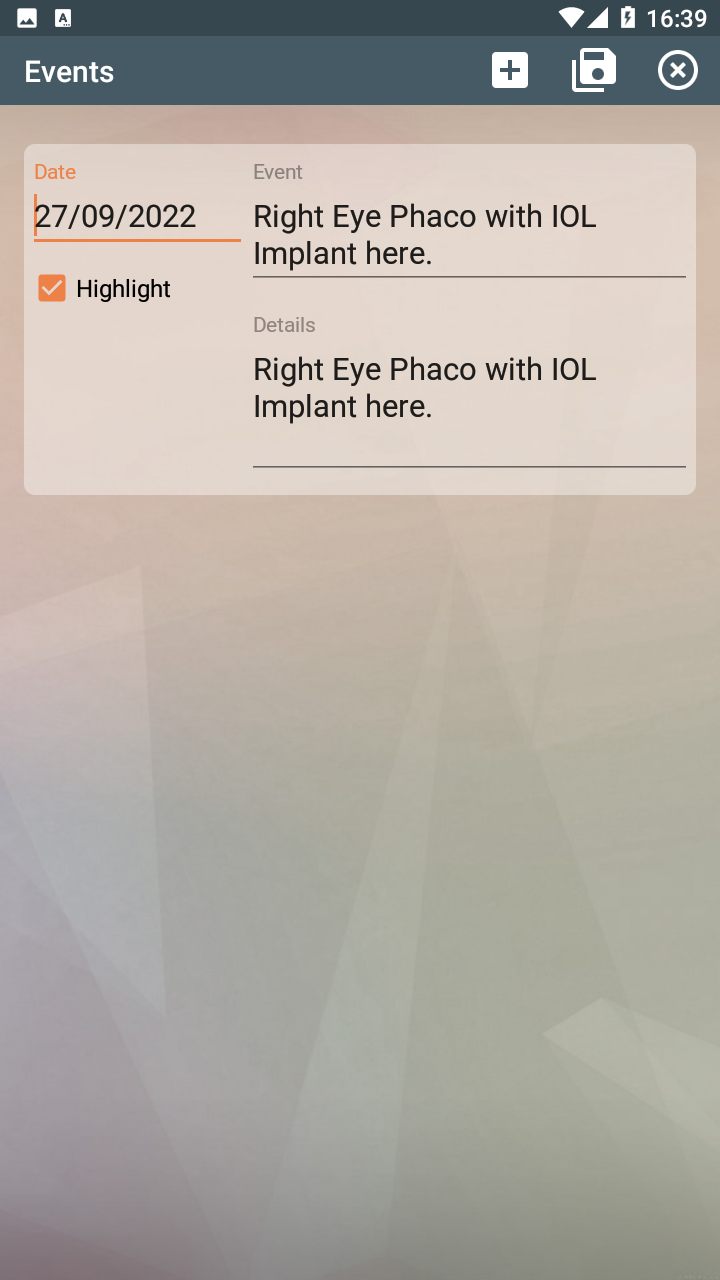 16:39
Events
Date
27/09/2022
Highlight
Event
Right Eye Phaco with IOL
Implant here.
Details
Right Eye Phaco with IOL
Implant here.